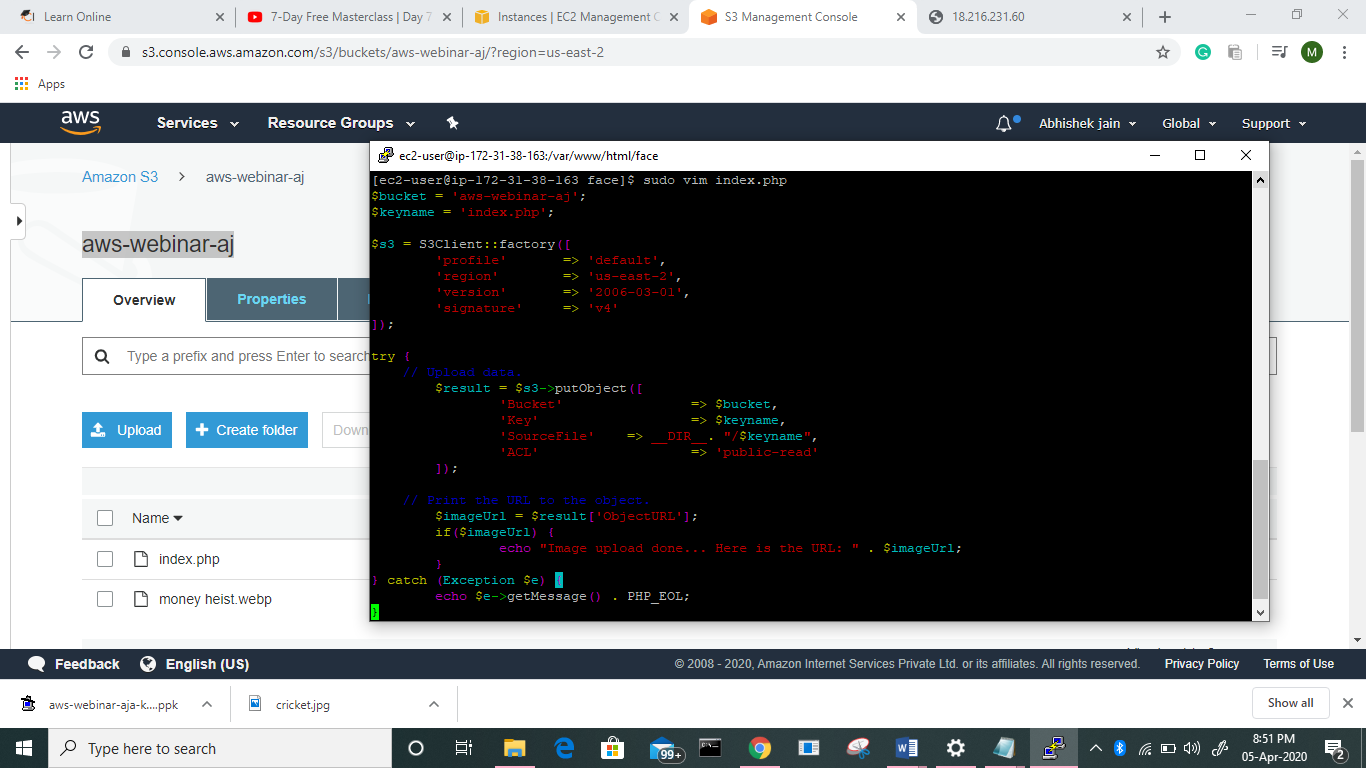 Learn Online
7-Day Free Masterclass | Day 7
Instances | EC2 Management C
S3 Management Console
18.216.231.60
s3.console.aws.amazon.com/s3/buckets/aws-webinar-aj/?region=us-east-2
M
Apps
aws
Services
Resource Groups
Abhishek jain
Global
Support
Amazon S3
aws-webinar-aj
aws-webinar-aj
Overview
Properties
Type a prefix and press Enter to search
Upload
Create folder
Down
Name
index.php
money heist.webp
ec2-user@ip-172-31-38-163:/var/www/html/face
[ec2-user@ip-172-31-38-163 face]$ sudo vim index.php
$bucket = 'aws-webinar-aj';
$keyname = 'index.php';
$s3 = S3Client::factory([
'profile' => 'default',
'region' => 'us-east-2',
'version' => '2006-03-01',
'signature' => 'v4'
]);
try {
// Upload data.
$result = $s3->putObject([
'Bucket' => $bucket,
'Key' => $keyname,
'SourceFile' => __DIR__. "/$keyname",
'ACL' => 'public-read'
]);
// Print the URL to the object.
$imageUrl = $result['ObjectURL'];
if($imageUrl) {
echo "Image upload done... Here is the URL: " . $imageUrl;
}
} catch (Exception $e) {
echo $e->getMessage() . PHP_EOL;
}
Feedback
English (US)
© 2008 - 2020, Amazon Internet Services Private Ltd. or its affiliates. All rights reserved.
Privacy Policy
Terms of Use
aws-webinar-aja-k....ppk
cricket.jpg
Show all
Type here to search
99+
8:51 PM
05-Apr-2020
2